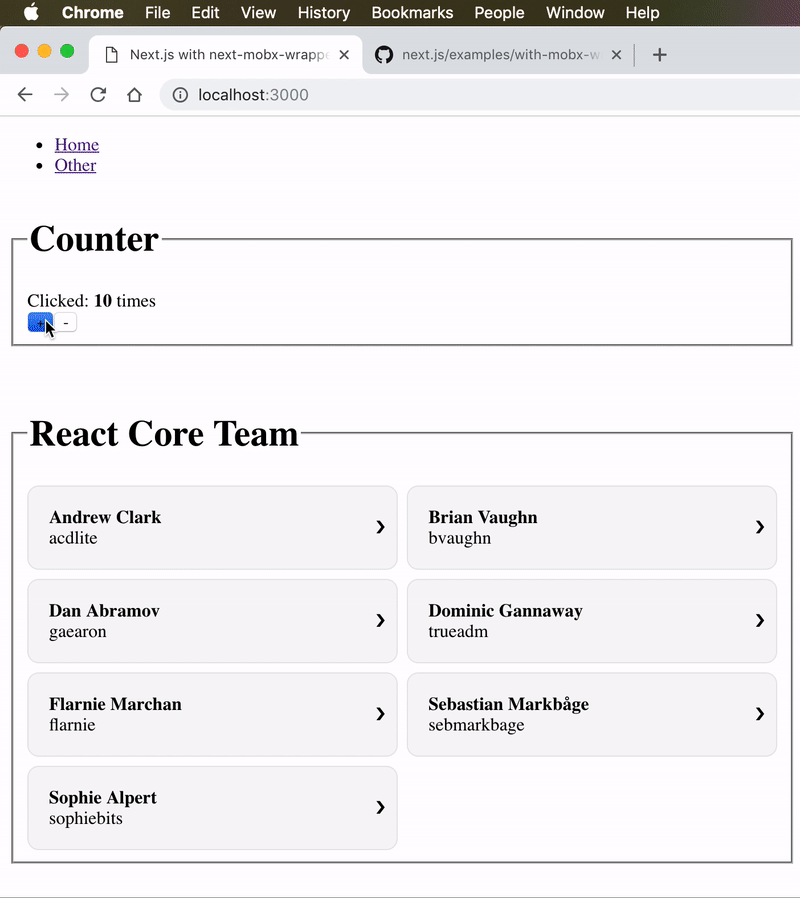 Chrome File Edit View History Bookmarks People Window Help
Next.js with next-mobx-wrappe next.js/examples/with-mobx-w
localhost:3000
Home
Other
Counter
Clicked: 10 times
+ -
React Core Team
Andrew Clark
acdlite
Brian Vaughn
bvaughn
Dan Abramov
gaearon
Dominic Gannaway
trueadm
Flarnie Marchan
flarnie
Sebastian Markbåge
sebmarkbage
Sophie Alpert
sophiebits